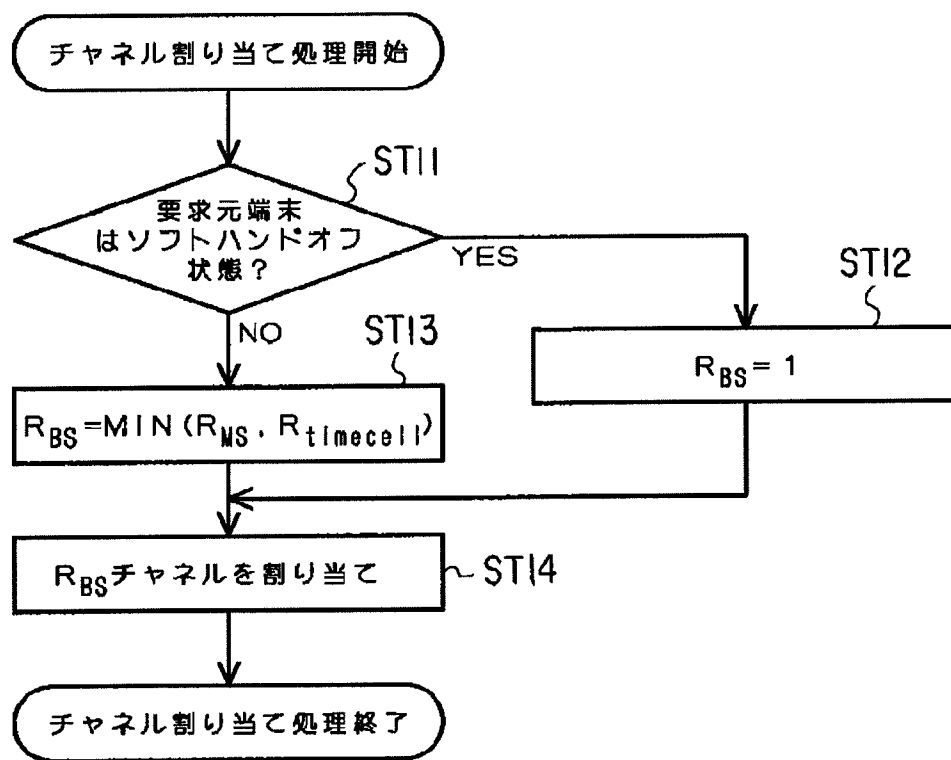 チャネル割り当て処理開始
ST11
要求元端末
はソフトハンドオフ
状態？
YES
NO
ST12
R_BS = 1
ST13
R_BS=MIN(R_MS, R_timecell)
R_BSチャネルを割り当て
ST14
チャネル割り当て処理終了